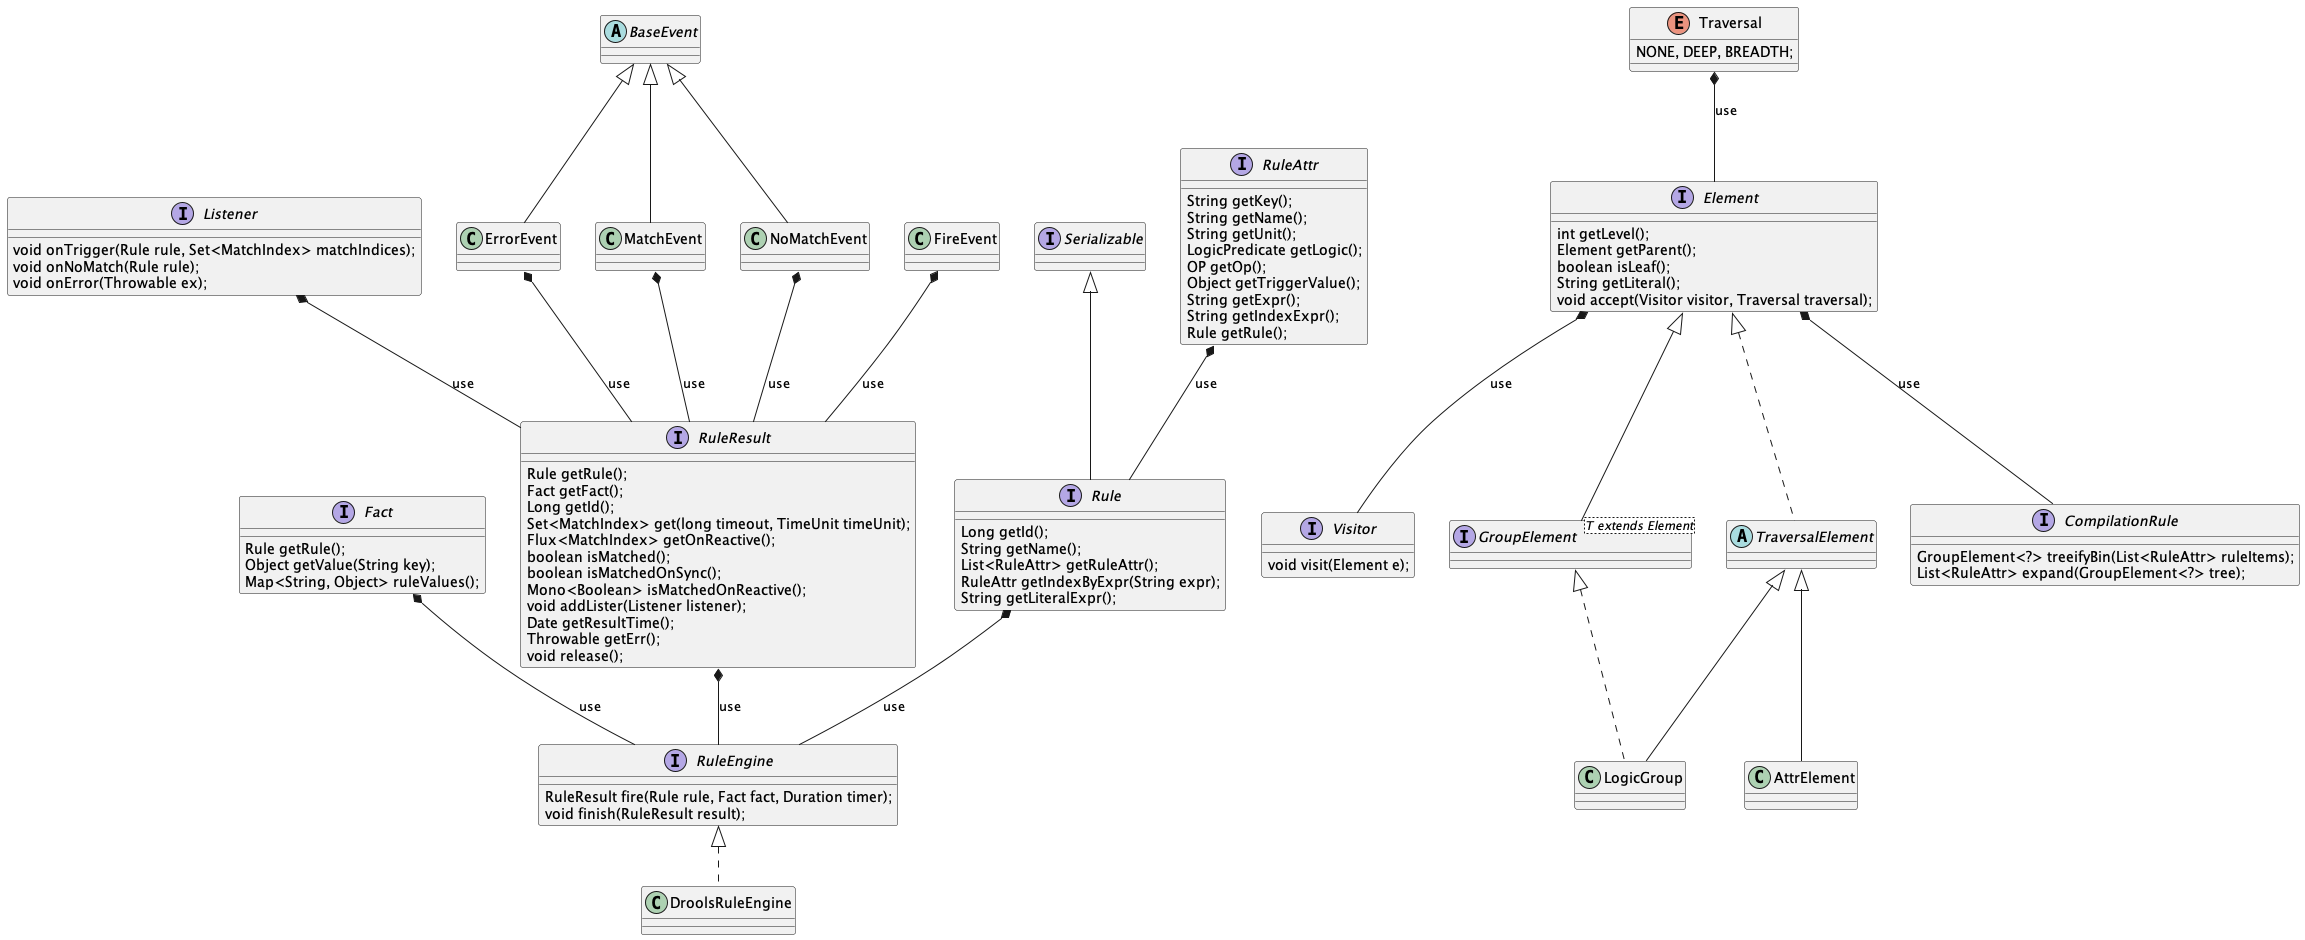 A BaseEvent
E Traversal
NONE, DEEP, BREADTH;
use
I RuleAttr
String getKey();
String getName();
String getUnit();
LogicPredicate getLogic();
OP getOp();
Object getTriggerValue();
String getExpr();
String getIndexExpr();
Rule getRule();
I Element
int getLevel();
Element getParent();
boolean isLeaf();
String getLiteral();
void accept(Visitor visitor, Traversal traversal);
I Listener
void onTrigger(Rule rule, Set<MatchIndex> matchIndices);
void onNoMatch(Rule rule);
void onError(Throwable ex);
C ErrorEvent
C MatchEvent
C NoMatchEvent
C FireEvent
I Serializable
use
use
use
use
use
use
use
use
I RuleResult
Rule getRule();
Fact getFact();
Long getId();
Set<MatchIndex> get(long timeout, TimeUnit timeUnit);
Flux<MatchIndex> getOnReactive();
boolean isMatched();
boolean isMatchedOnSync();
Mono<Boolean> isMatchedOnReactive();
void addLister(Listener listener);
Date getResultTime();
Throwable getErr();
void release();
I Fact
Rule getRule();
Object getValue(String key);
Map<String, Object> ruleValues();
I Rule
Long getId();
String getName();
List<RuleAttr> getRuleAttr();
RuleAttr getIndexByExpr(String expr);
String getLiteralExpr();
I Visitor
void visit(Element e);
I GroupElement
T extends Element
A TraversalElement
I CompilationRule
GroupElement<?> treeifyBin(List<RuleAttr> ruleItems);
List<RuleAttr> expand(GroupElement<?> tree);
use
use
use
I RuleEngine
RuleResult fire(Rule rule, Fact fact, Duration timer);
void finish(RuleResult result);
C LogicGroup
C AttrElement
C DroolsRuleEngine